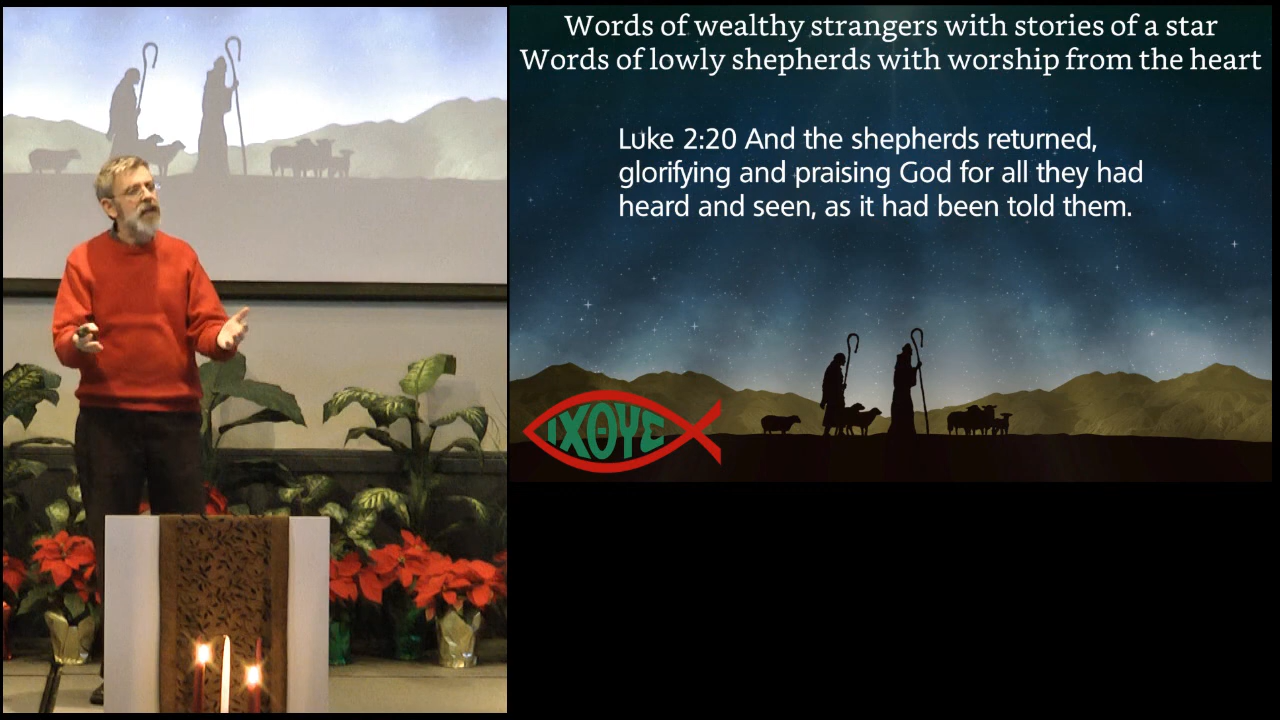 Words of wealthy strangers with stories of a star
Words of lowly shepherds with worship from the heart
Luke 2:20 And the shepherds returned,
glorifying and praising God for all they had
heard and seen, as it had been told them.
ΙΧΘΥΣ